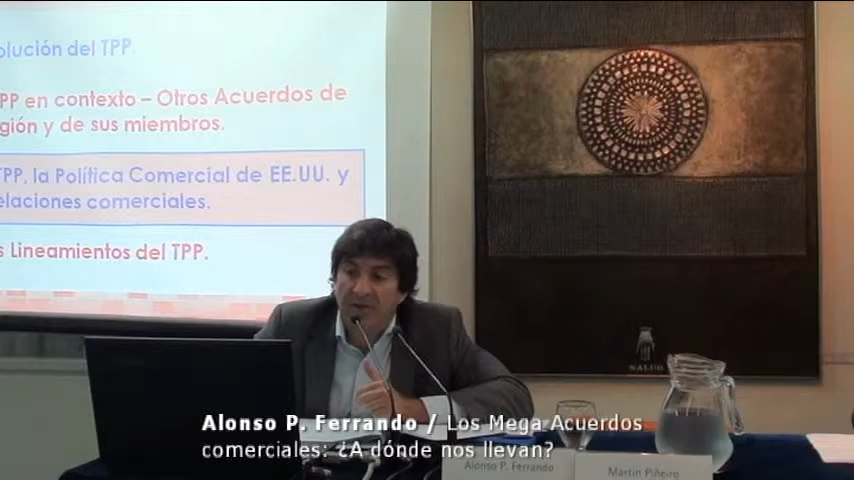 olución del TPP.
PP en contexto – Otros Acuerdos de
gión y de sus miembros.
TPP, la Política Comercial de EE.UU. y
elaciones comerciales.
s Lineamientos del TPP.
SALUD
Alonso P. Ferrando / Los Mega Acuerdos
comerciales: ¿A dónde nos llevan?
Alonso P. Ferrando
Martín Piñeiro